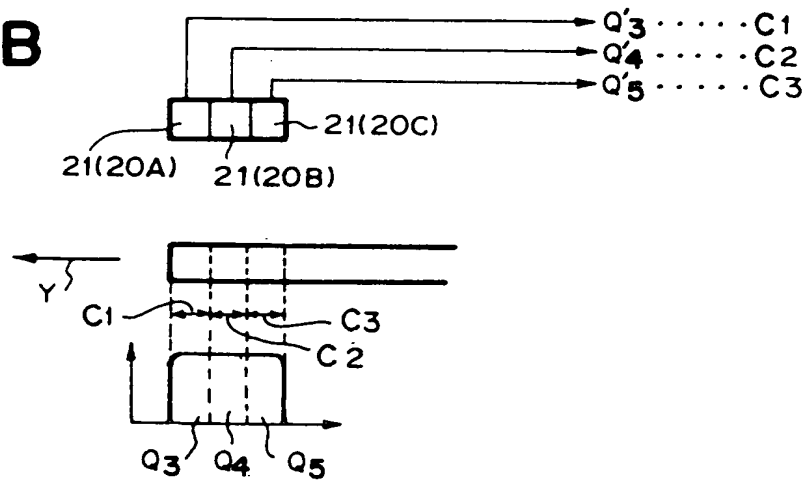 B
Q'3 · · · · · C1
Q'4 · · · · · C2
Q'5 · · · · · C3
21(20A)
21(20B)
21(20C)
Y
C1
C2
C3
Q3 Q4 Q5